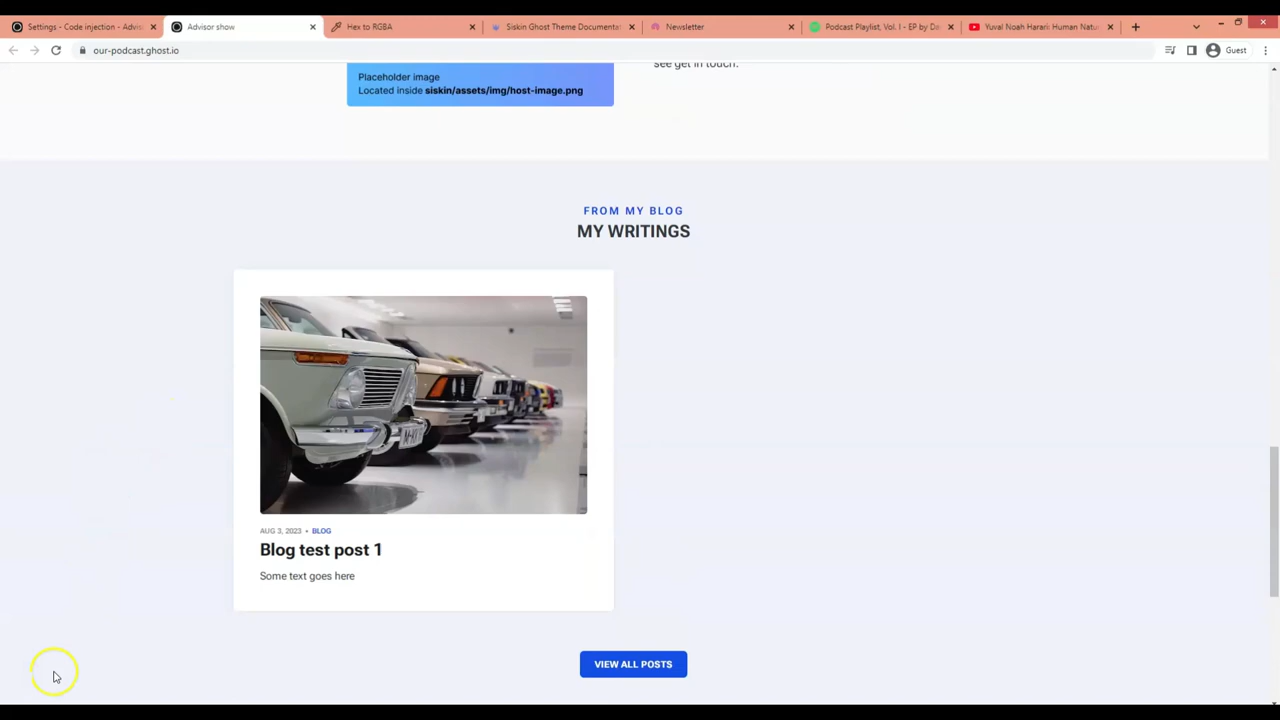 Settings - Code injection - Adviso
Advisor show
Hex to RGBA
Siskin Ghost Theme Documentat
Newsletter
Podcast Playlist, Vol. I - EP by Da
Yuval Noah Harari: Human Natu
our-podcast.ghost.io
Guest
see get in touch.
Placeholder image
Located inside siskin/assets/img/host-image.png
FROM MY BLOG
MY WRITINGS
AUG 3, 2023 • BLOG
Blog test post 1
Some text goes here
VIEW ALL POSTS